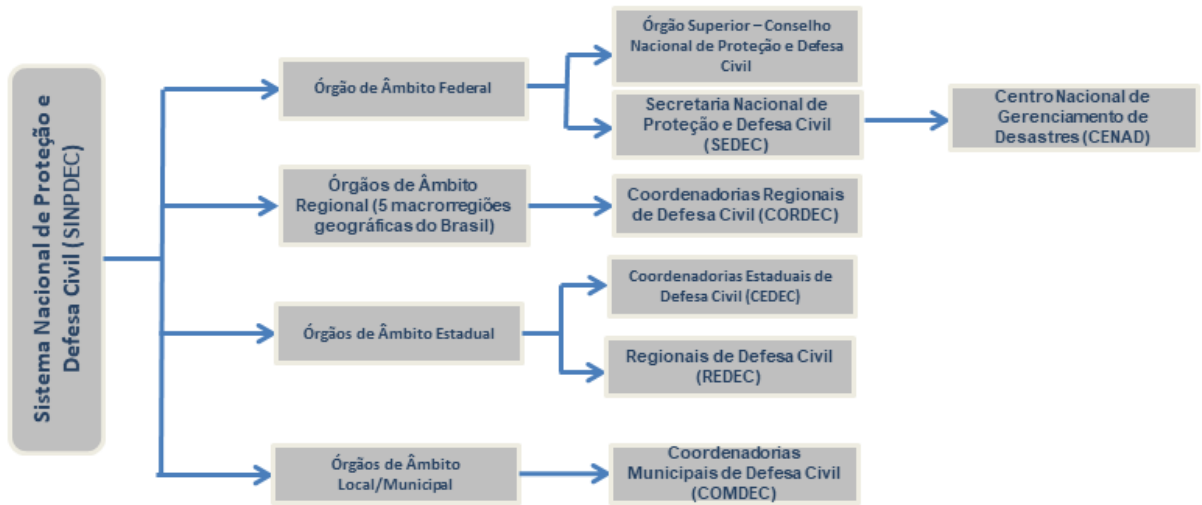 Sistema Nacional de Proteção e
Defesa Civil (SINPDEC)
Órgão de Âmbito Federal
Órgão Superior – Conselho
Nacional de Proteção e Defesa
Civil
Secretaria Nacional de
Proteção e Defesa Civil
(SEDEC)
Centro Nacional de
Gerenciamento de
Desastres (CENAD)
Órgãos de Âmbito
Regional (5 macrorregiões
geográficas do Brasil)
Coordenadorias Regionais
de Defesa Civil (CORDEC)
Órgãos de Âmbito Estadual
Coordenadorias Estaduais de
Defesa Civil (CEDEC)
Regionais de Defesa Civil
(REDEC)
Órgãos de Âmbito
Local/Municipal
Coordenadorias
Municipais de Defesa Civil
(COMDEC)